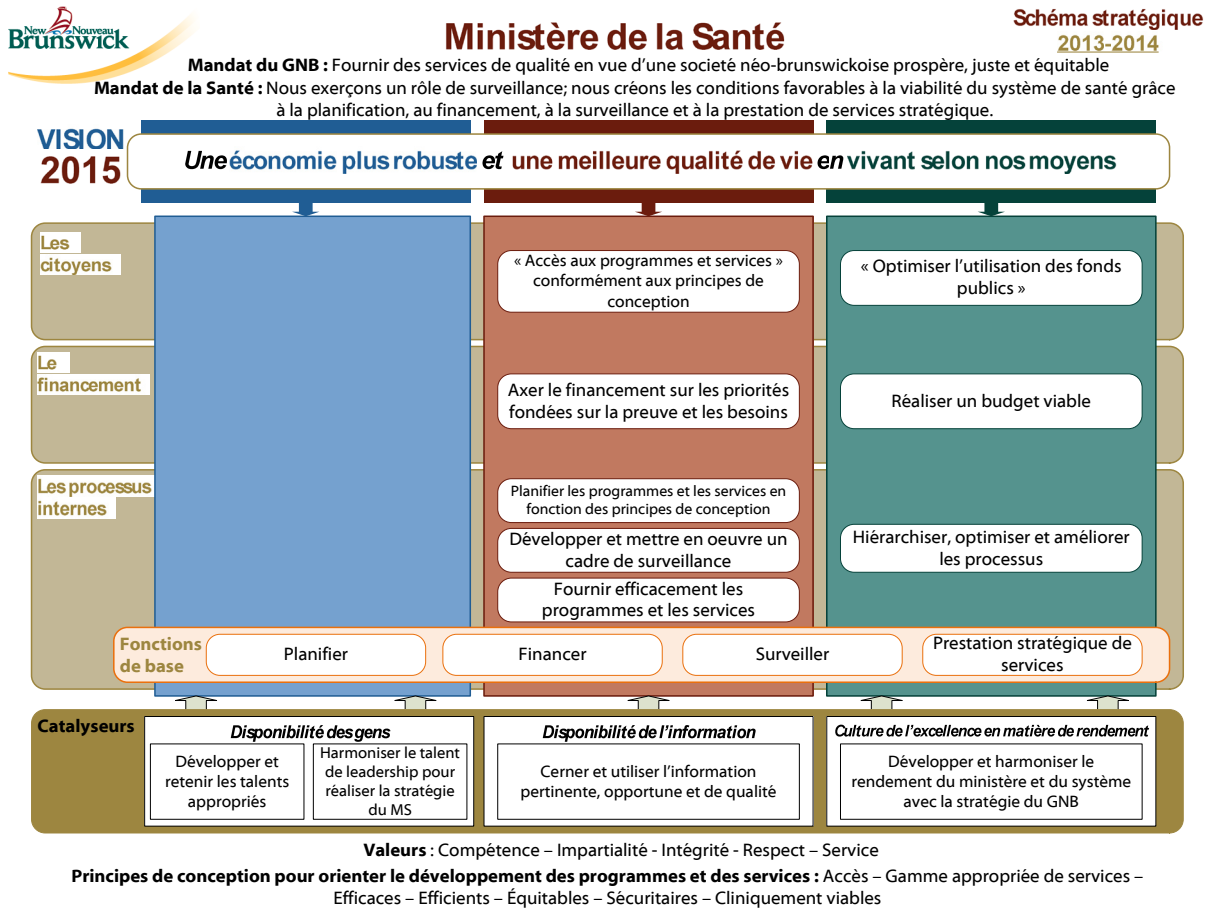 New Nouveau
Brunswick
Ministère de la Santé
Schéma stratégique
2013-2014
Mandat du GNB : Fournir des services de qualité en vue d'une societé néo-brunswickoise prospère, juste et équitable
Mandat de la Santé : Nous exerçons un rôle de surveillance; nous créons les conditions favorables à la viabilité du système de santé grâce
à la planification, au financement, à la surveillance et à la prestation de services stratégique.
VISION
2015
Une économie plus robuste et une meilleure qualité de vie en vivant selon nos moyens
Les
citoyens
« Accès aux programmes et services »
conformément aux principes de
conception
« Optimiser l'utilisation des fonds
publics »
Le
financement
Axer le financement sur les priorités
fondées sur la preuve et les besoins
Réaliser un budget viable
Les processus
internes
Planifier les programmes et les services en
fonction des principes de conception
Développer et mettre en oeuvre un
cadre de surveillance
Fournir efficacement les
programmes et les services
Hiérarchiser, optimiser et améliorer
les processus
Fonctions
de base
Planifier
Financer
Surveiller
Prestation stratégique de
services
Catalyseurs
Disponibilité des gens
Développer et
retenir les talents
appropriés
Harmoniser le talent
de leadership pour
réaliser la stratégie
du MS
Disponibilité de l'information
Cerner et utiliser l'information
pertinente, opportune et de qualité
Culture de l'excellence en matière de rendement
Développer et harmoniser le
rendement du ministère et du système
avec la stratégie du GNB
Valeurs : Compétence – Impartialité - Intégrité - Respect – Service
Principes de conception pour orienter le développement des programmes et des services : Accès – Gamme appropriée de services –
Efficaces – Efficients – Équitables – Sécuritaires – Cliniquement viables